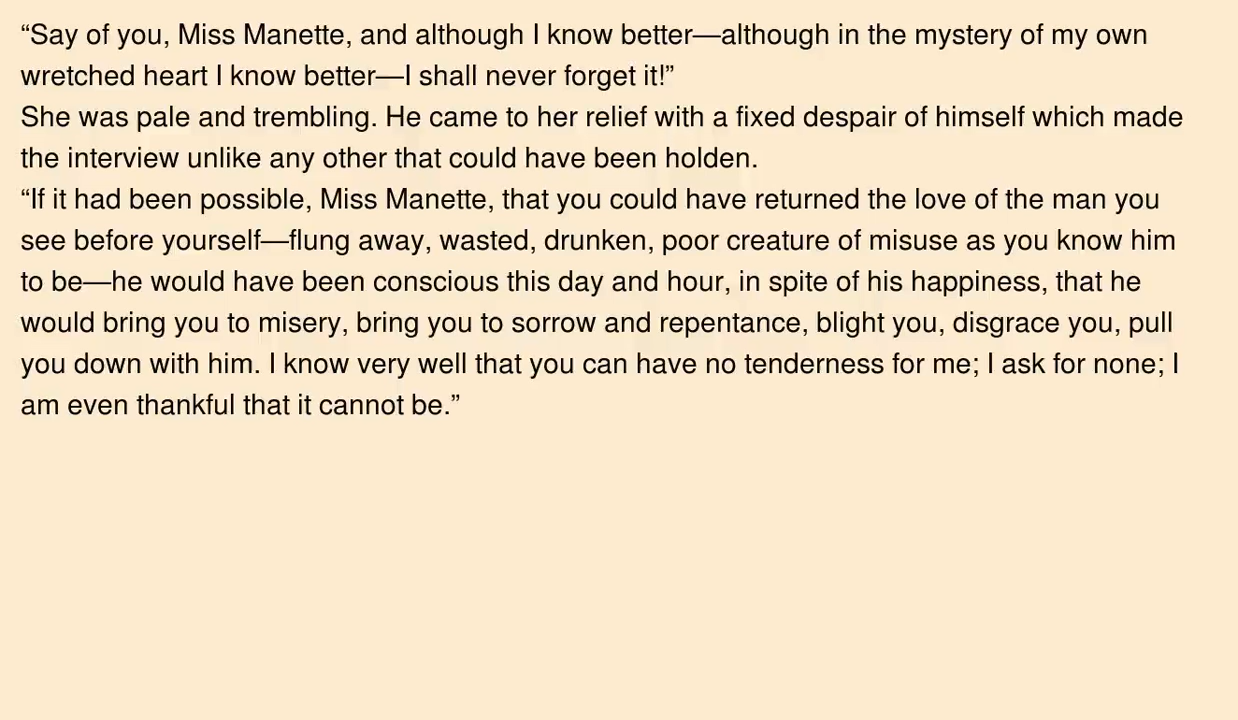 “Say of you, Miss Manette, and although I know better—although in the mystery of my own
wretched heart I know better—I shall never forget it!”
She was pale and trembling. He came to her relief with a fixed despair of himself which made
the interview unlike any other that could have been holden.
“If it had been possible, Miss Manette, that you could have returned the love of the man you
see before yourself—flung away, wasted, drunken, poor creature of misuse as you know him
to be—he would have been conscious this day and hour, in spite of his happiness, that he
would bring you to misery, bring you to sorrow and repentance, blight you, disgrace you, pull
you down with him. I know very well that you can have no tenderness for me; I ask for none; I
am even thankful that it cannot be.”